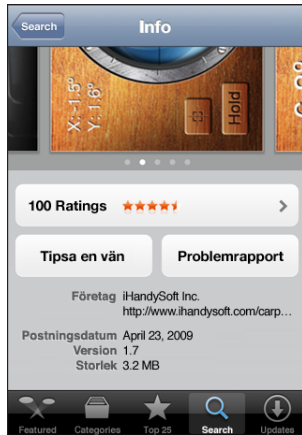 Search
Info
X:-1.5°
Y: 1.6°
Hold
100 Ratings
Tipsa en vän
Problemrapport
Företag iHandySoft Inc.
http://www.ihandysoft.com/carp...
Postningsdatum April 23, 2009
Version 1.7
Storlek 3.2 MB
Featured
Categories
Top 25
Search
Updates